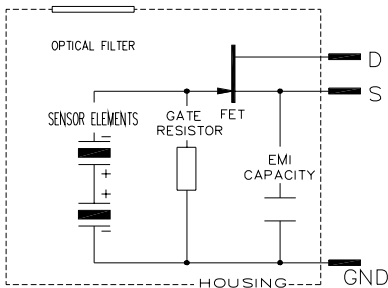 OPTICAL FILTER
D
S
SENSOR ELEMENTS
GATE
RESISTOR
FET
EMI
CAPACITY
−
+
+
−
GND
HOUSING